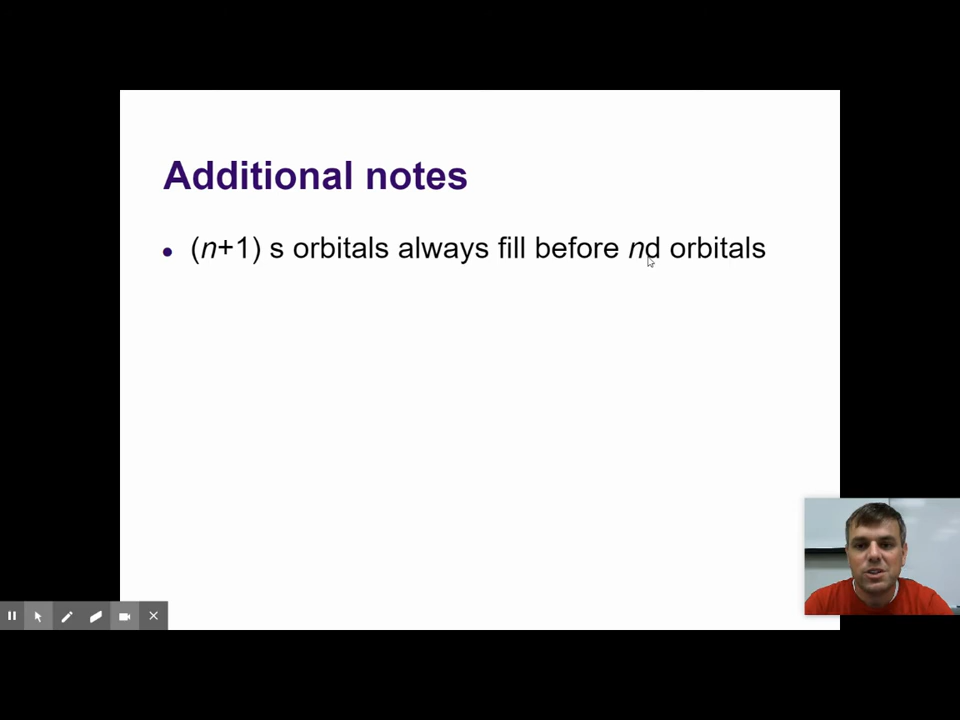 Additional notes
• (n+1) s orbitals always fill before nd orbitals